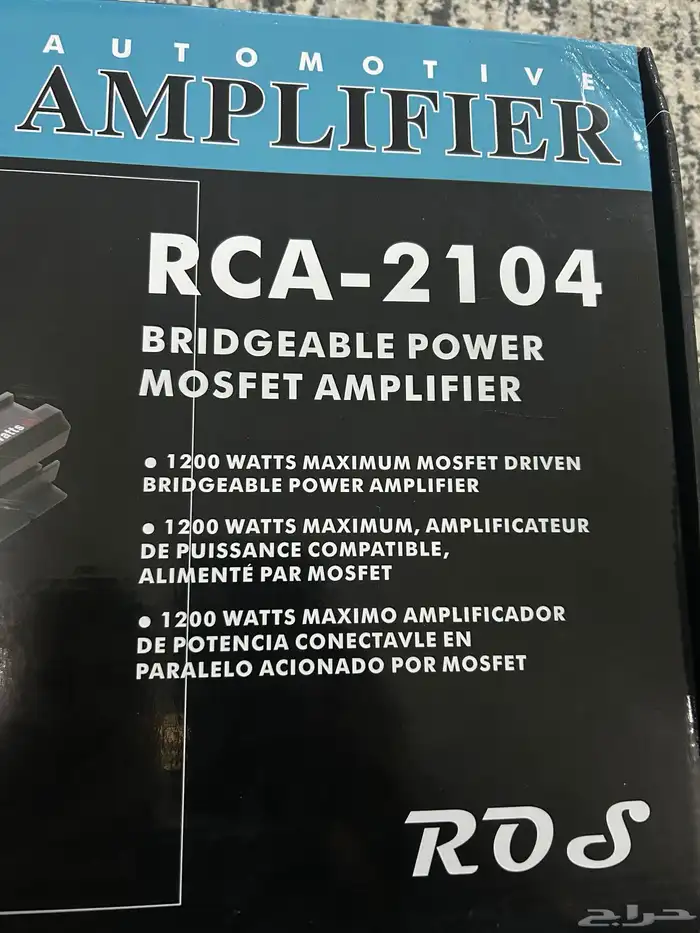 AUTOMOTIVE
AMPLIFIER
RCA-2104
BRIDGEABLE POWER
MOSFET AMPLIFIER
• 1200 WATTS MAXIMUM MOSFET DRIVEN
BRIDGEABLE POWER AMPLIFIER
• 1200 WATTS MAXIMUM, AMPLIFICATEUR
DE PUISSANCE COMPATIBLE,
ALIMENTÉ PAR MOSFET
• 1200 WATTS MAXIMO AMPLIFICADOR
DE POTENCIA CONECTAVLE EN
PARALELO ACIONADO POR MOSFET
watts
ROS
حراج